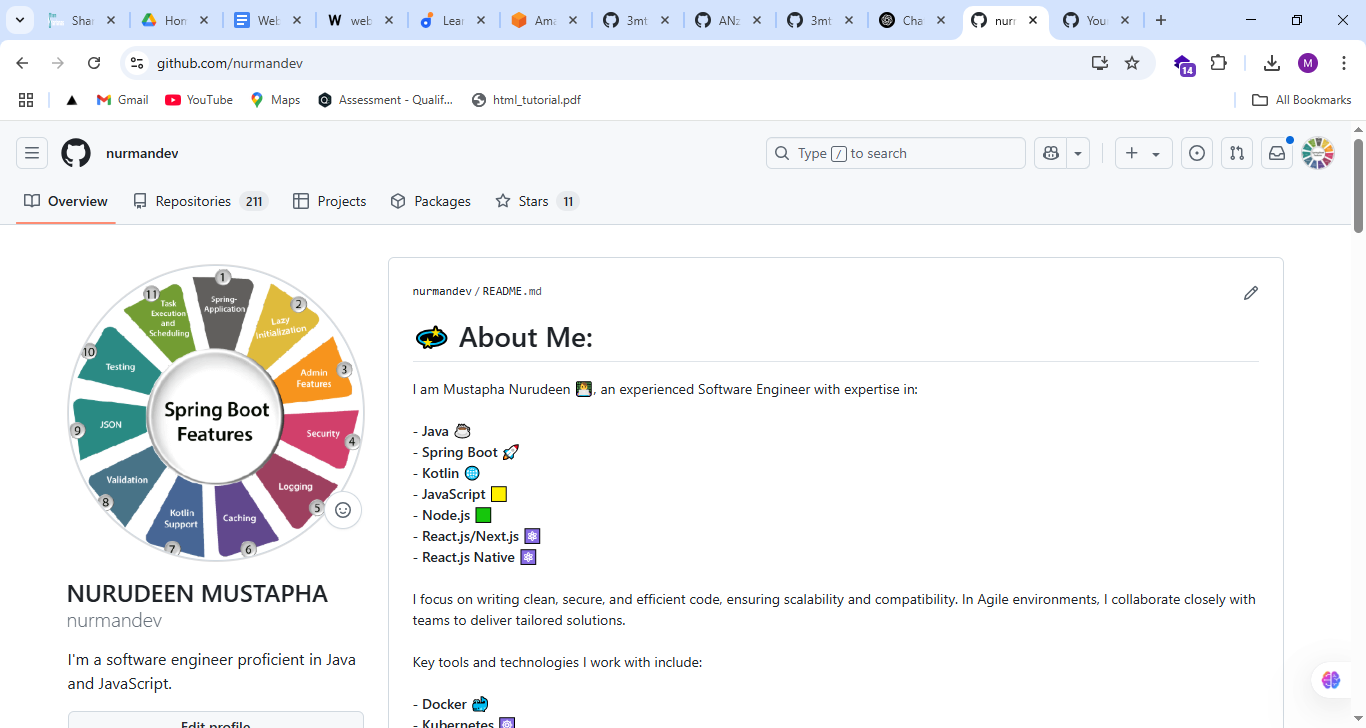 Shar
Hon
Web
web
Lear
Ama
3mt
ANz
3mt
Cha
nurr
You
github.com/nurmandev
14
M
Gmail
YouTube
Maps
Assessment - Qualif...
html_tutorial.pdf
All Bookmarks
nurmandev
Type / to search
Overview
Repositories 211
Projects
Packages
Stars 11
1
Spring-
Application
2
Lazy
Initialization
3
Admin
Features
Security
4
Logging
5
Caching
6
Kotlin
Support
7
Validation
8
JSON
9
10
Testing
11
Task
Execution
and
Scheduling
Spring Boot
Features
NURUDEEN MUSTAPHA
nurmandev
I'm a software engineer proficient in Java
and JavaScript.
Edit profile
nurmandev / README.md
💫 About Me:
I am Mustapha Nurudeen 👨‍💻, an experienced Software Engineer with expertise in:
- Java ☕
- Spring Boot 🚀
- Kotlin 🌐
- JavaScript 🟨
- Node.js 🟩
- React.js/Next.js ⚛️
- React.js Native ⚛️
I focus on writing clean, secure, and efficient code, ensuring scalability and compatibility. In Agile environments, I collaborate closely with
teams to deliver tailored solutions.
Key tools and technologies I work with include:
- Docker 🐳
- Kubernetes ☸️